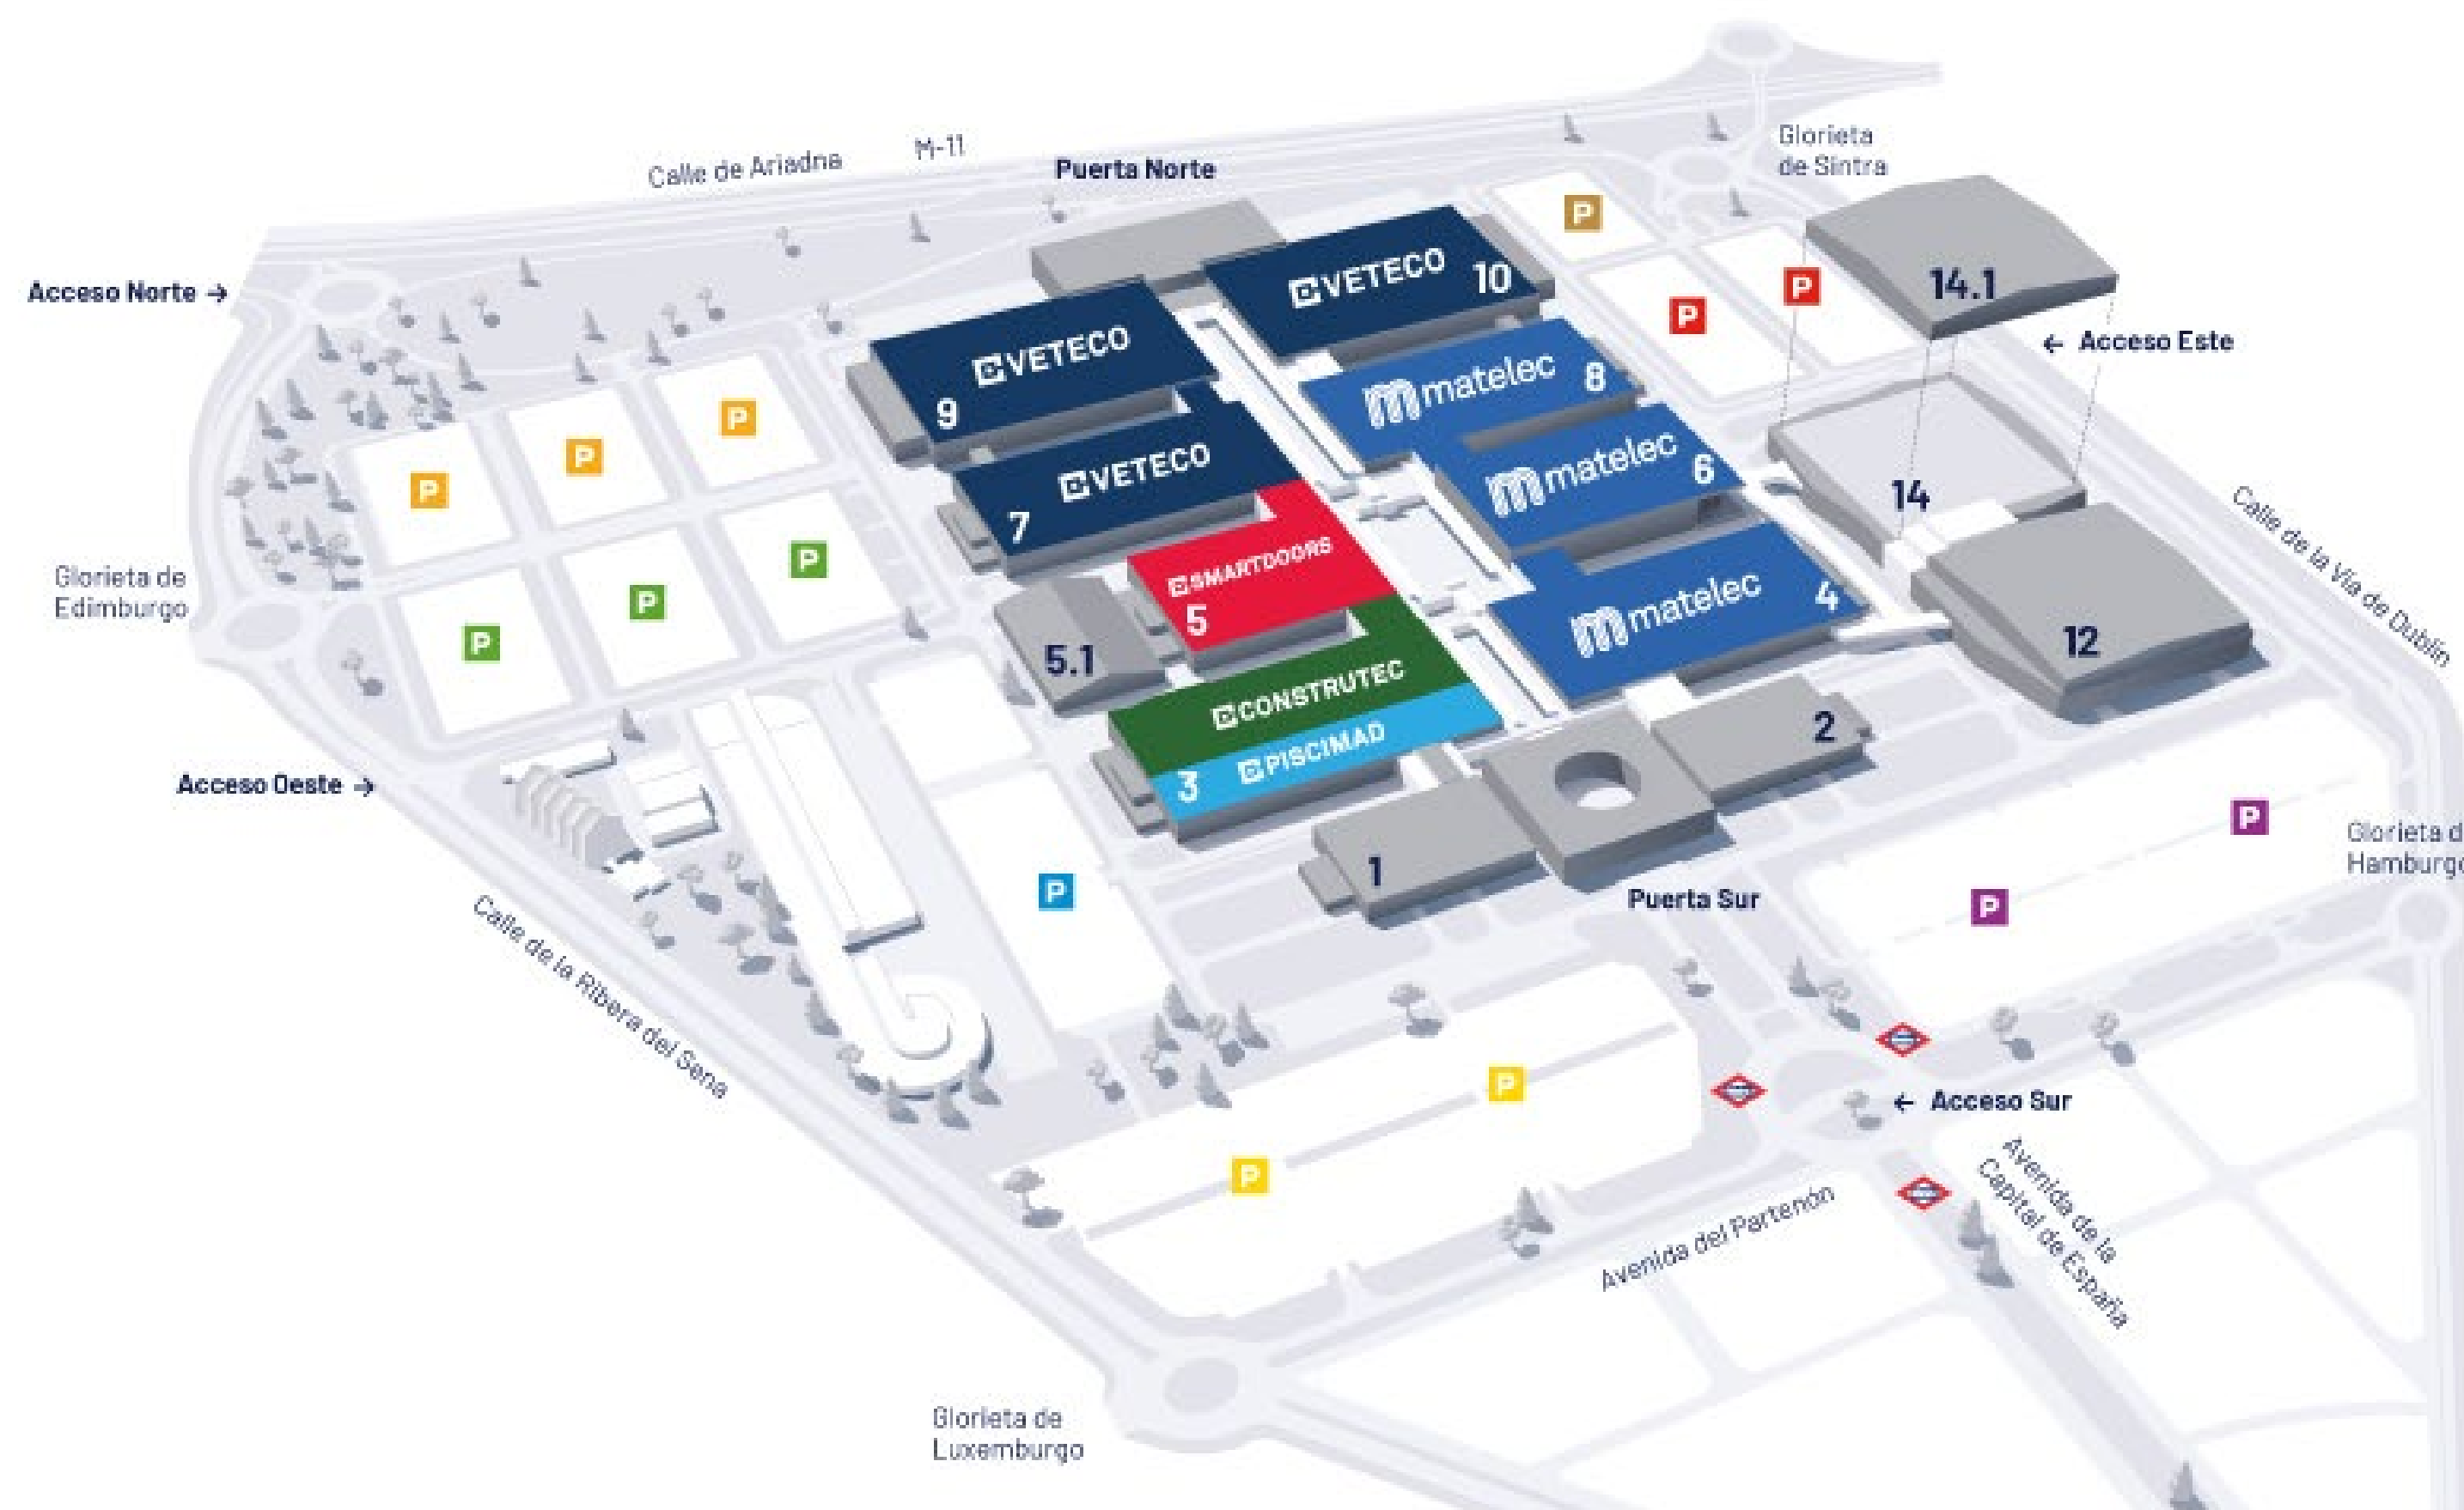 Calle de Ariadna
M-11
Puerta Norte
Glorieta
de Sintra
P
VETECO
10
14.1
Acceso Norte →
P
P
← Acceso Este
VETECO
9
matelec
8
P
P
P
VETECO
7
matelec
6
14
Calle de la Vía de Dublín
Glorieta de
Edimburgo
P
P
P
SMARTDOORS
5
matelec
4
5.1
12
CONSTRUTEC
2
PISCIMAD
3
Acceso Oeste →
P
Glorieta d
Hamburgo
1
P
Puerta Sur
P
Calle de la Ribera del Sena
P
P
← Acceso Sur
Avenida de la
Capital de España
Avenida del Partenón
Glorieta de
Luxemburgo